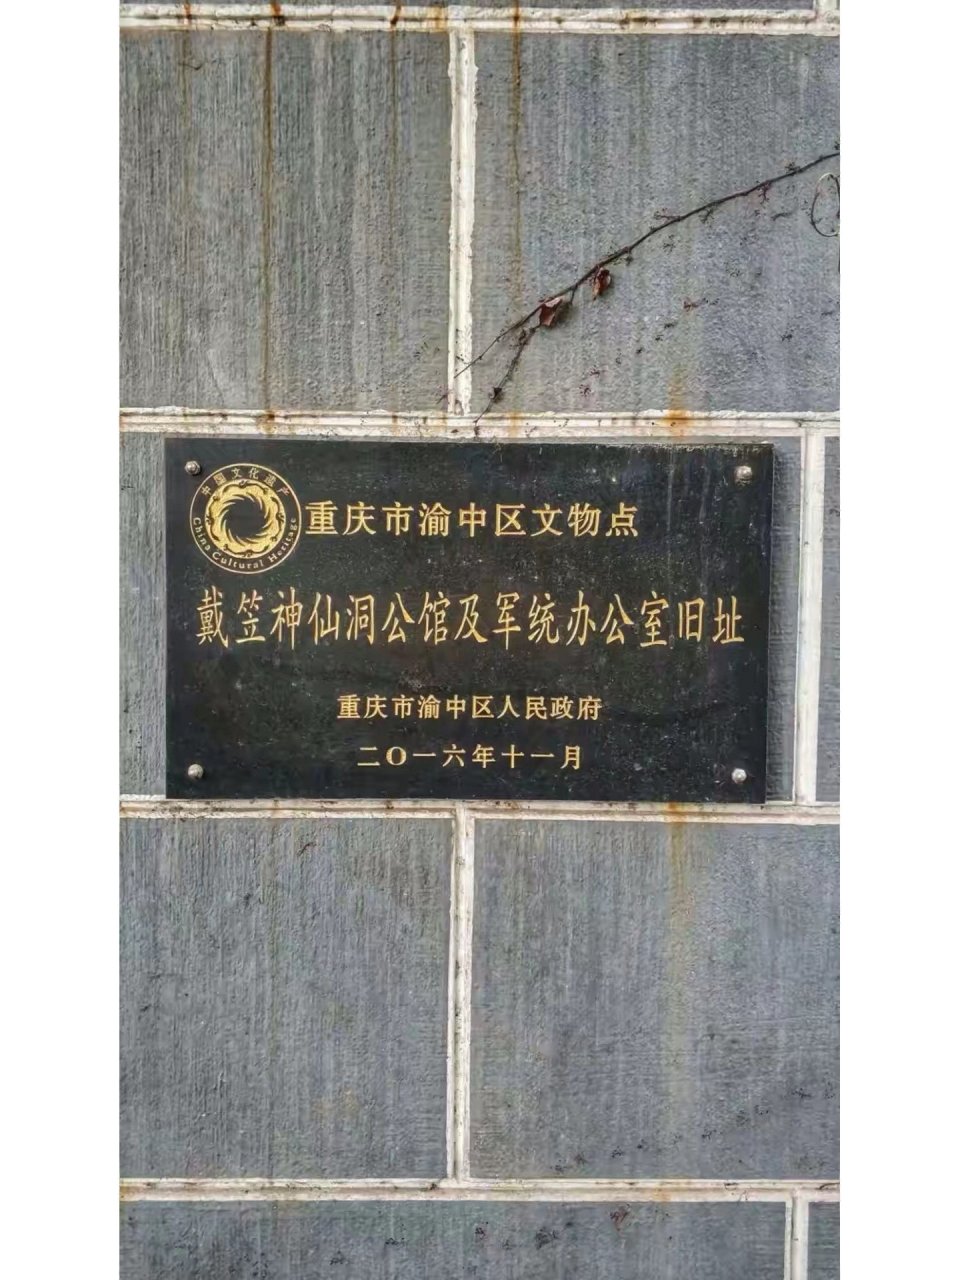 中国文化遗产
China Cultural Heritage
重庆市渝中区文物点
戴笠神仙洞公馆及军统办公室旧址
重庆市渝中区人民政府
二〇一六年十一月